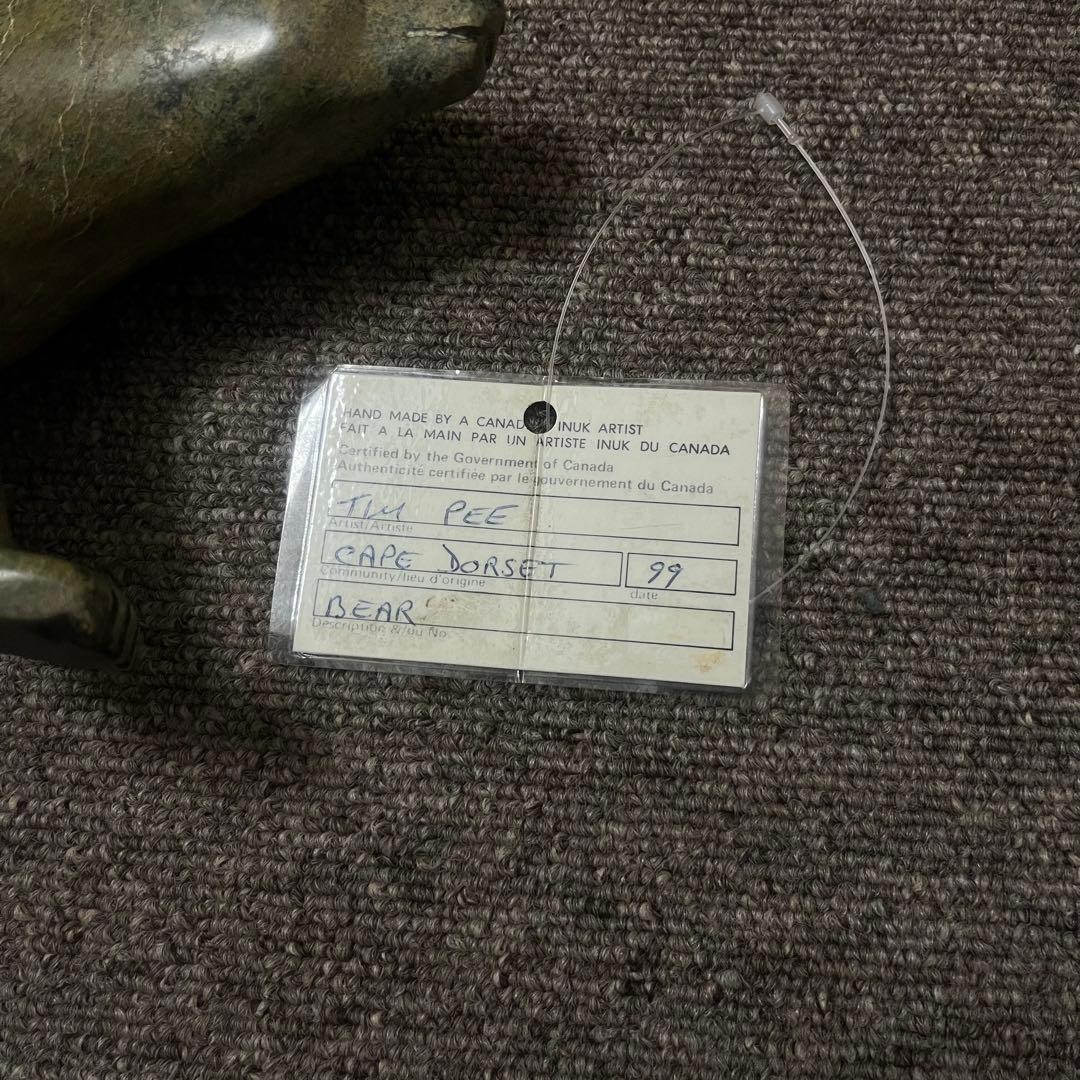 HAND MADE BY A CANAD INUK ARTIST
FAIT A LA MAIN PAR UN ARTISTE INUK DU CANADA
Certified by the Government of Canada
Authenticité certifiée par le gouvernement du Canada
TIM PEE
Artist/Artiste
CAPE DORSET 99
Community/lieu d'origine date
BEAR
Description &/ou No